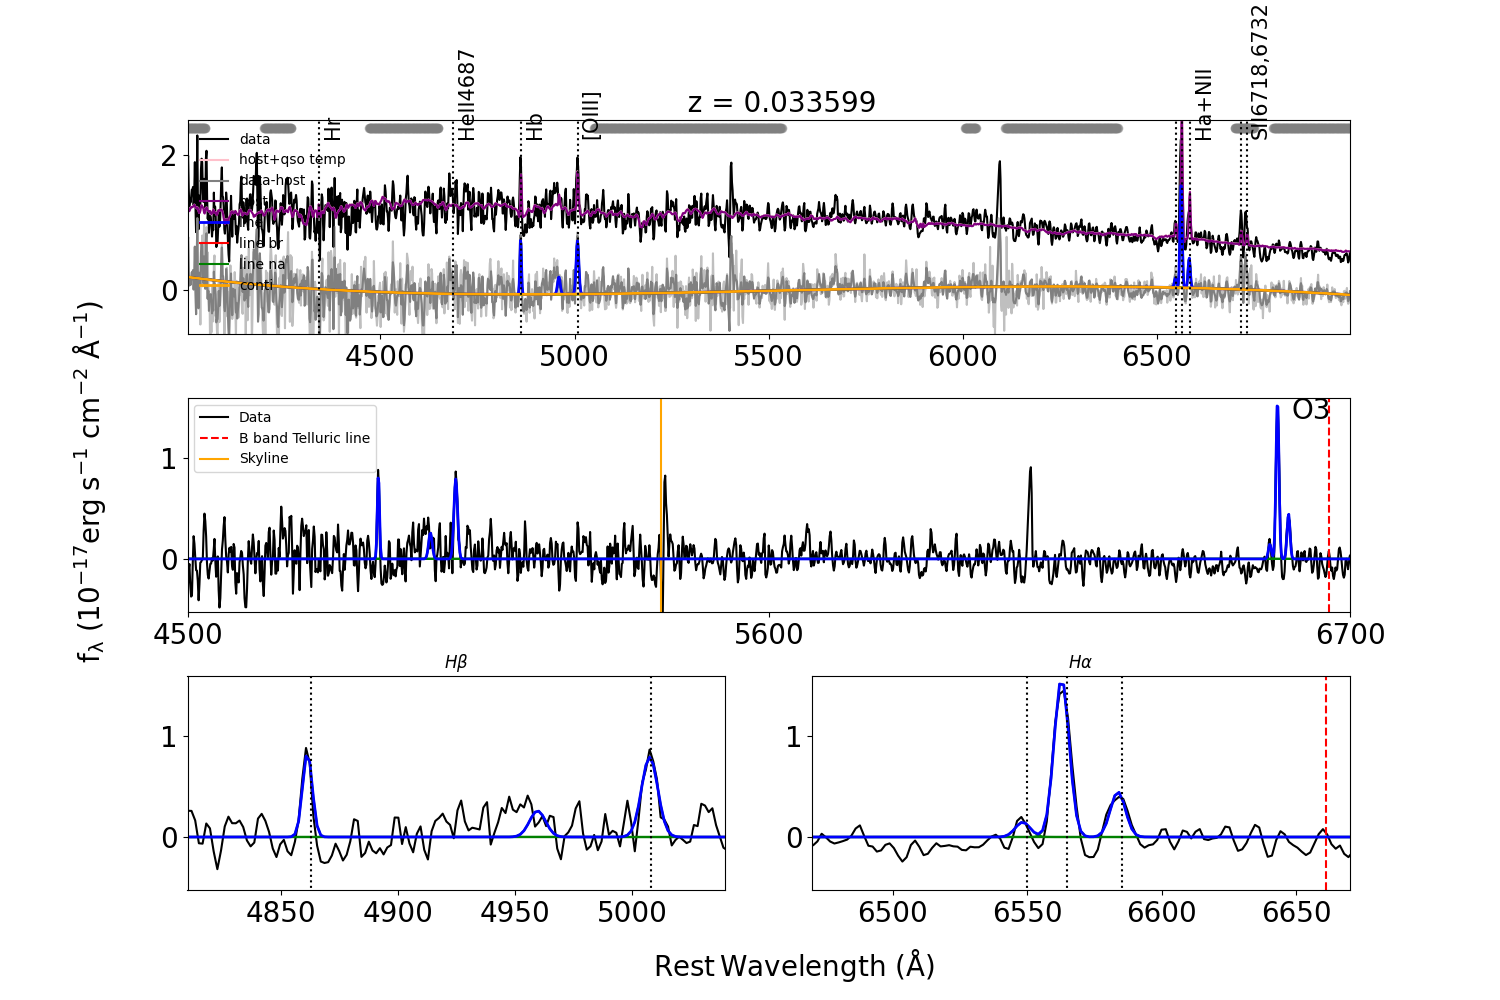 z = 0.033599
Hr
HeII4687
Hb
[OIII]
Ha+NII
SII6718,6732
data
host+qso temp
data-host
line br
line na
conti
2
0
4500
5000
5500
6000
6500
Data
B band Telluric line
Skyline
O3
1
0
4500
5600
6700
Hβ
Hα
1
0
4850
4900
4950
5000
1
0
6500
6550
6600
6650
fλ (10⁻¹⁷erg s⁻¹ cm⁻² Å⁻¹)
Rest Wavelength (Å)